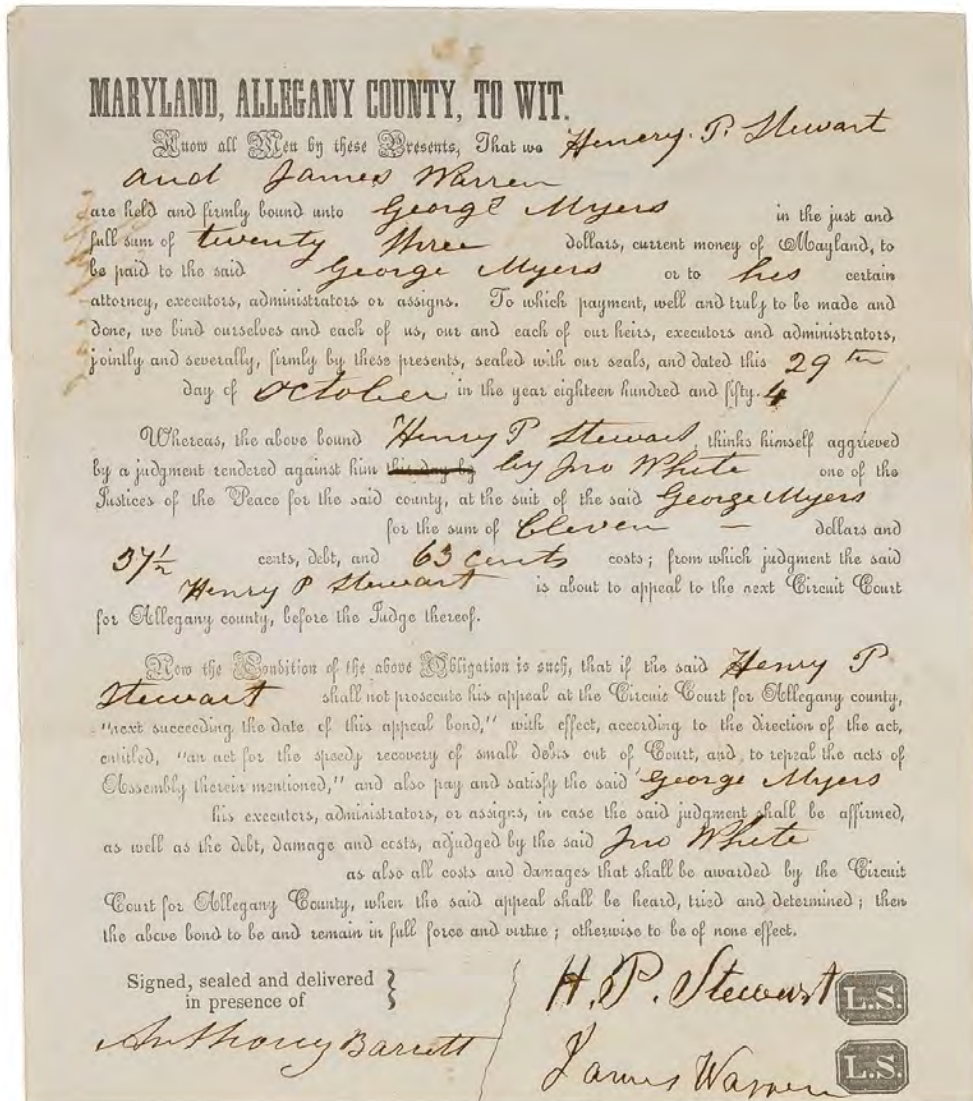 MARYLAND, ALLEGANY COUNTY, TO WIT.
Know all Men by these Presents, That we Henery. P. Stewart
and James Warren
are held and firmly bound unto George Myers in the just and
full sum of twenty three dollars, current money of Mayland, to
be paid to the said George Myers or to his certain
attorney, executors, administrators or assigns. To which payment, well and truly to be made and
done, we bind ourselves and each of us, our and each of our heirs, executors and administrators,
jointly and severally, firmly by these presents, sealed with our seals, and dated this 29th
day of October in the year eighteen hundred and fifty. 4
Whereas, the above bound Henry P Stewart, thinks himself aggrieved
by a judgment rendered against him this day by by Jno White one of the
Justices of the Peace for the said county, at the suit of the said George Myers
for the sum of Eleven — dollars and
37½ cents, debt, and 63 cents costs; from which judgment the said
Henry P Stewart is about to appeal to the next Circuit Court
for Allegany county, before the Judge thereof.
Now the Condition of the above Obligation is such, that if the said Henry P
Stewart shall not prosecute his appeal at the Circuit Court for Allegany county,
"next succeeding the date of this appeal bond," with effect, according to the direction of the act,
entitled, "an act for the speedy recovery of small debts out of Court, and to repeal the acts of
Assembly therein mentioned," and also pay and satisfy the said George Myers
his executors, administrators, or assigns, in case the said judgment shall be affirmed,
as well as the debt, damage and costs, adjudged by the said Jno White
as also all costs and damages that shall be awarded by the Circuit
Court for Allegany County, when the said appeal shall be heard, tried and determined; then
the above bond to be and remain in full force and virtue; otherwise to be of none effect.
Signed, sealed and delivered
in presence of
Anthony Barrett
H. P. Stewart L.S.
James Warren L.S.